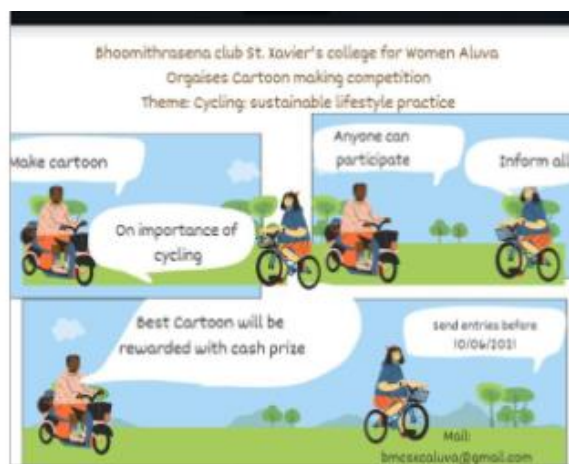 Bhoomithrasena club St. Xavier's college for Women Aluva
Orgaises Cartoon making competition
Theme: Cycling: sustainable lifestyle practice
Make cartoon
On importance of
cycling
Anyone can
participate
Inform all
Best Cartoon will be
rewarded with cash prize
Send entries before
10/06/2021
Mail:
bmcsxcaluva@gmail.com